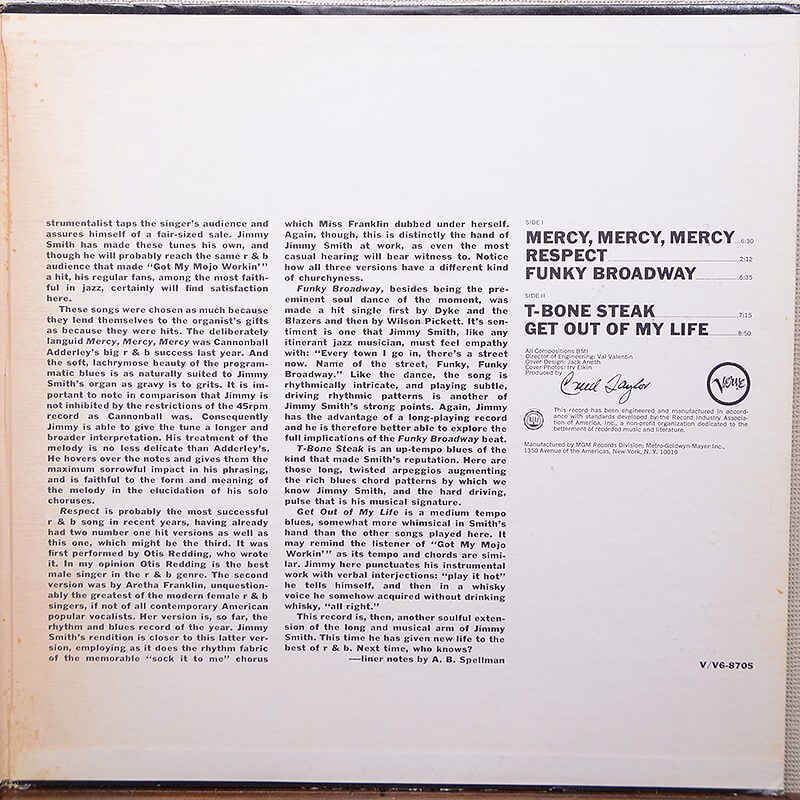 strumentalist taps the singer's audience and
assures himself of a fair-sized sale. Jimmy
Smith has made these tunes his own, and
though he will probably reach the same r & b
audience that made "Got My Mojo Workin'"
a hit, his regular fans, among the most faith-
ful in jazz, certainly will find satisfaction
here.
These songs were chosen as much because
they lend themselves to the organist's gifts
as because they were hits. The deliberately
languid Mercy, Mercy, Mercy was Cannonball
Adderley's big r & b success last year. And
the soft, lachrymose beauty of the program-
matic blues is as naturally suited to Jimmy
Smith's organ as gravy is to grits. It is im-
portant to note in comparison that Jimmy is
not inhibited by the restrictions of the 45rpm
record as Cannonball was. Consequently
Jimmy is able to give the tune a longer and
broader interpretation. His treatment of the
melody is no less delicate than Adderley's.
He hovers over the notes and gives them the
maximum sorrowful impact in his phrasing,
and is faithful to the form and meaning of
the melody in the elucidation of his solo
choruses.
Respect is probably the most successful
r & b song in recent years, having already
had two number one hit versions as well as
this one, which might be the third. It was
first performed by Otis Redding, who wrote
it. In my opinion Otis Redding is the best
male singer in the r & b genre. The second
version was by Aretha Franklin, unquestion-
ably the greatest of the modern female r & b
singers, if not of all contemporary American
popular vocalists. Her version is, so far, the
rhythm and blues record of the year. Jimmy
Smith's rendition is closer to this latter ver-
sion, employing as it does the rhythm fabric
of the memorable "sock it to me" chorus
which Miss Franklin dubbed under herself.
Again, though, this is distinctly the hand of
Jimmy Smith at work, as even the most
casual hearing will bear witness to. Notice
how all three versions have a different kind
of churchyness.
Funky Broadway, besides being the pre-
eminent soul dance of the moment, was
made a hit single first by Dyke and the
Blazers and then by Wilson Pickett. It's sen-
timent is one that Jimmy Smith, like any
itinerant jazz musician, must feel empathy
with: "Every town I go in, there's a street
now. Name of the street, Funky, Funky
Broadway." Like the dance, the song is
rhythmically intricate, and playing subtle,
driving rhythmic patterns is another of
Jimmy Smith's strong points. Again, Jimmy
has the advantage of a long-playing record
and he is therefore better able to explore the
full implications of the Funky Broadway beat.
T-Bone Steak is an up-tempo blues of the
kind that made Smith's reputation. Here are
those long, twisted arpeggios augmenting
the rich blues chord patterns by which we
know Jimmy Smith, and the hard driving,
pulse that is his musical signature.
Get Out of My Life is a medium tempo
blues, somewhat more whimsical in Smith's
hand than the other songs played here. It
may remind the listener of "Got My Mojo
Workin'" as its tempo and chords are simi-
lar. Jimmy here punctuates his instrumental
work with verbal interjections: "play it hot"
he tells himself, and then in a whisky
voice he somehow acquired without drinking
whisky, "all right."
This record is, then, another soulful exten-
sion of the long and musical arm of Jimmy
Smith. This time he has given new life to the
best of r & b. Next time, who knows?
—liner notes by A. B. Spellman
SIDE I
MERCY, MERCY, MERCY 6:30
RESPECT 2:12
FUNKY BROADWAY 6:35
SIDE II
T-BONE STEAK 7:15
GET OUT OF MY LIFE 8:50
All Compositions BMI
Director of Engineering: Val Valentin
Cover Design: Jack Anesh
Cover Photos: Irv Elkin
Produced by
Creed Taylor
Verve
This record has been engineered and manufactured in accord-
ance with standards developed by the Record Industry Associa-
tion of America, Inc., a non-profit organization dedicated to the
betterment of recorded music and literature.
Manufactured by MGM Records Division; Metro-Goldwyn-Mayer Inc.,
1350 Avenue of the Americas, New York, N. Y. 10019
V/V6-8705